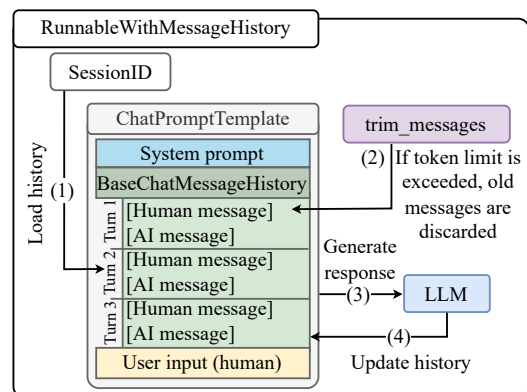 RunnableWithMessageHistory
SessionID
ChatPromptTemplate
System prompt
BaseChatMessageHistory
Turn 1
[Human message]
[AI message]
Turn 2
[Human message]
[AI message]
Turn 3
[Human message]
[AI message]
User input (human)
Load history
(1)
trim_messages
(2)
If token limit is
exceeded, old
messages are
discarded
Generate
response
(3)
LLM
(4)
Update history